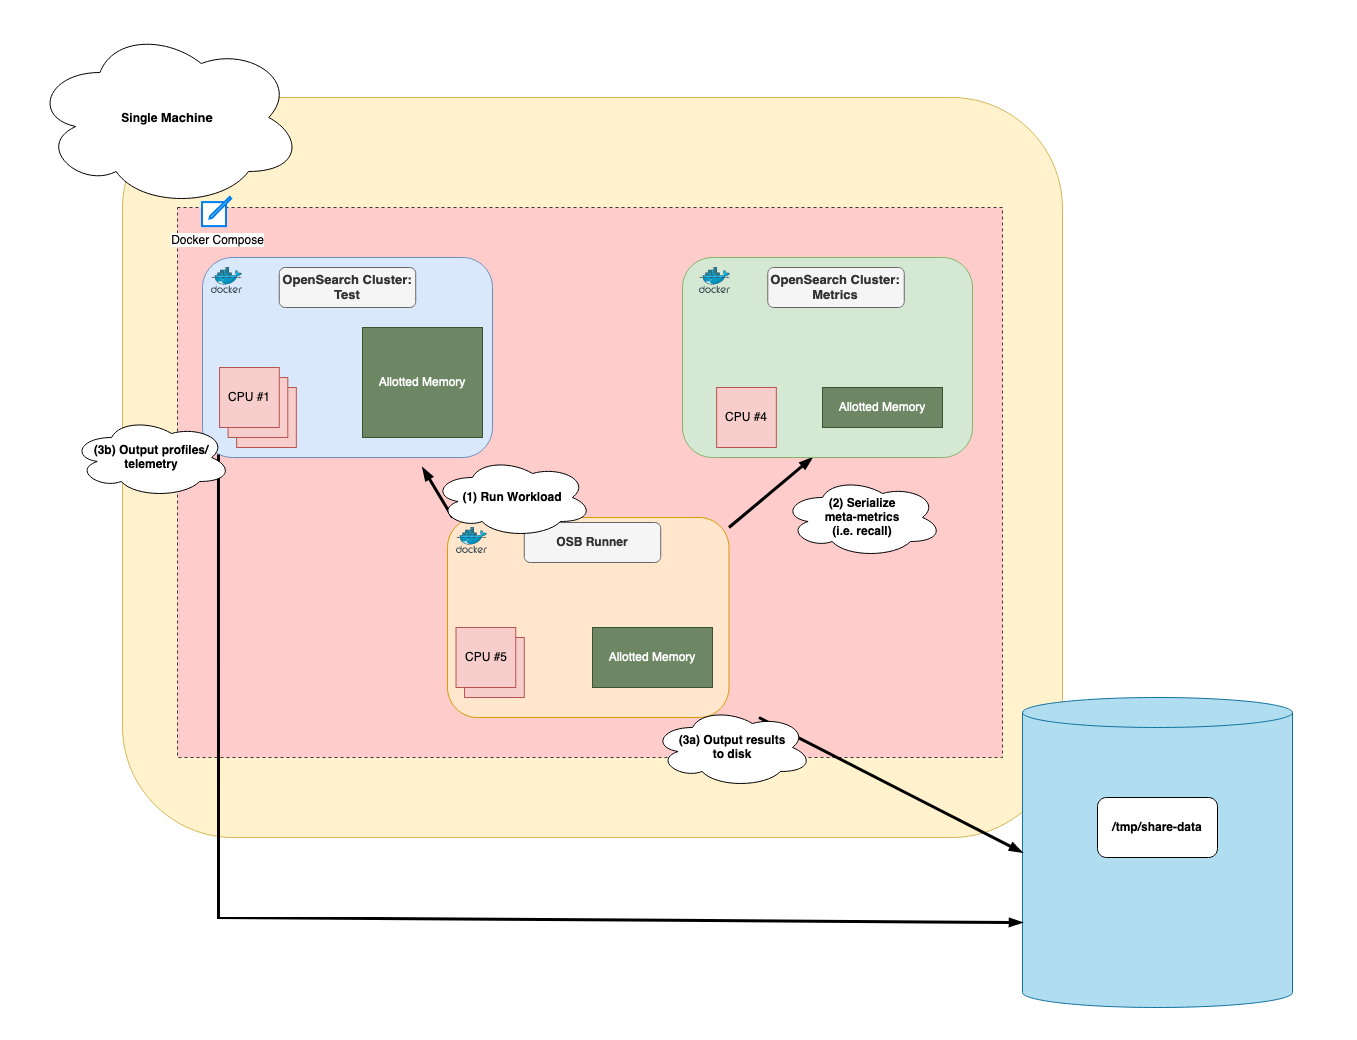 Single Machine
Docker Compose
docker
OpenSearch Cluster:
Test
CPU #1
Allotted Memory
docker
OpenSearch Cluster:
Metrics
CPU #4
Allotted Memory
(3b) Output profiles/
telemetry
(1) Run Workload
(2) Serialize
meta-metrics
(i.e. recall)
docker
OSB Runner
CPU #5
Allotted Memory
(3a) Output results
to disk
/tmp/share-data